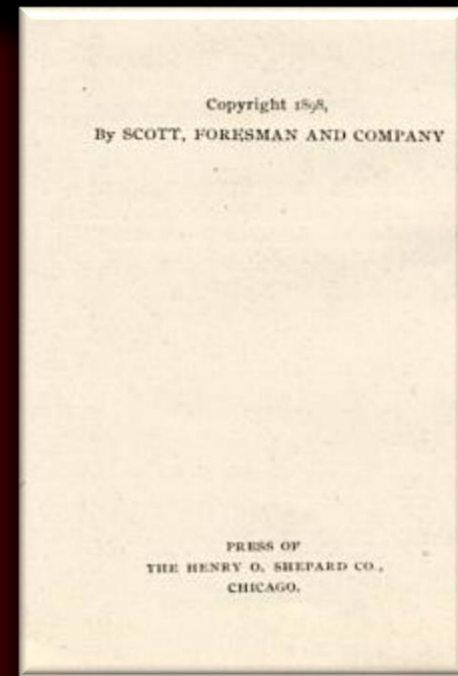 Copyright 1898,
By SCOTT, FORESMAN AND COMPANY
PRESS OF
THE HENRY O. SHEPARD CO.,
CHICAGO.